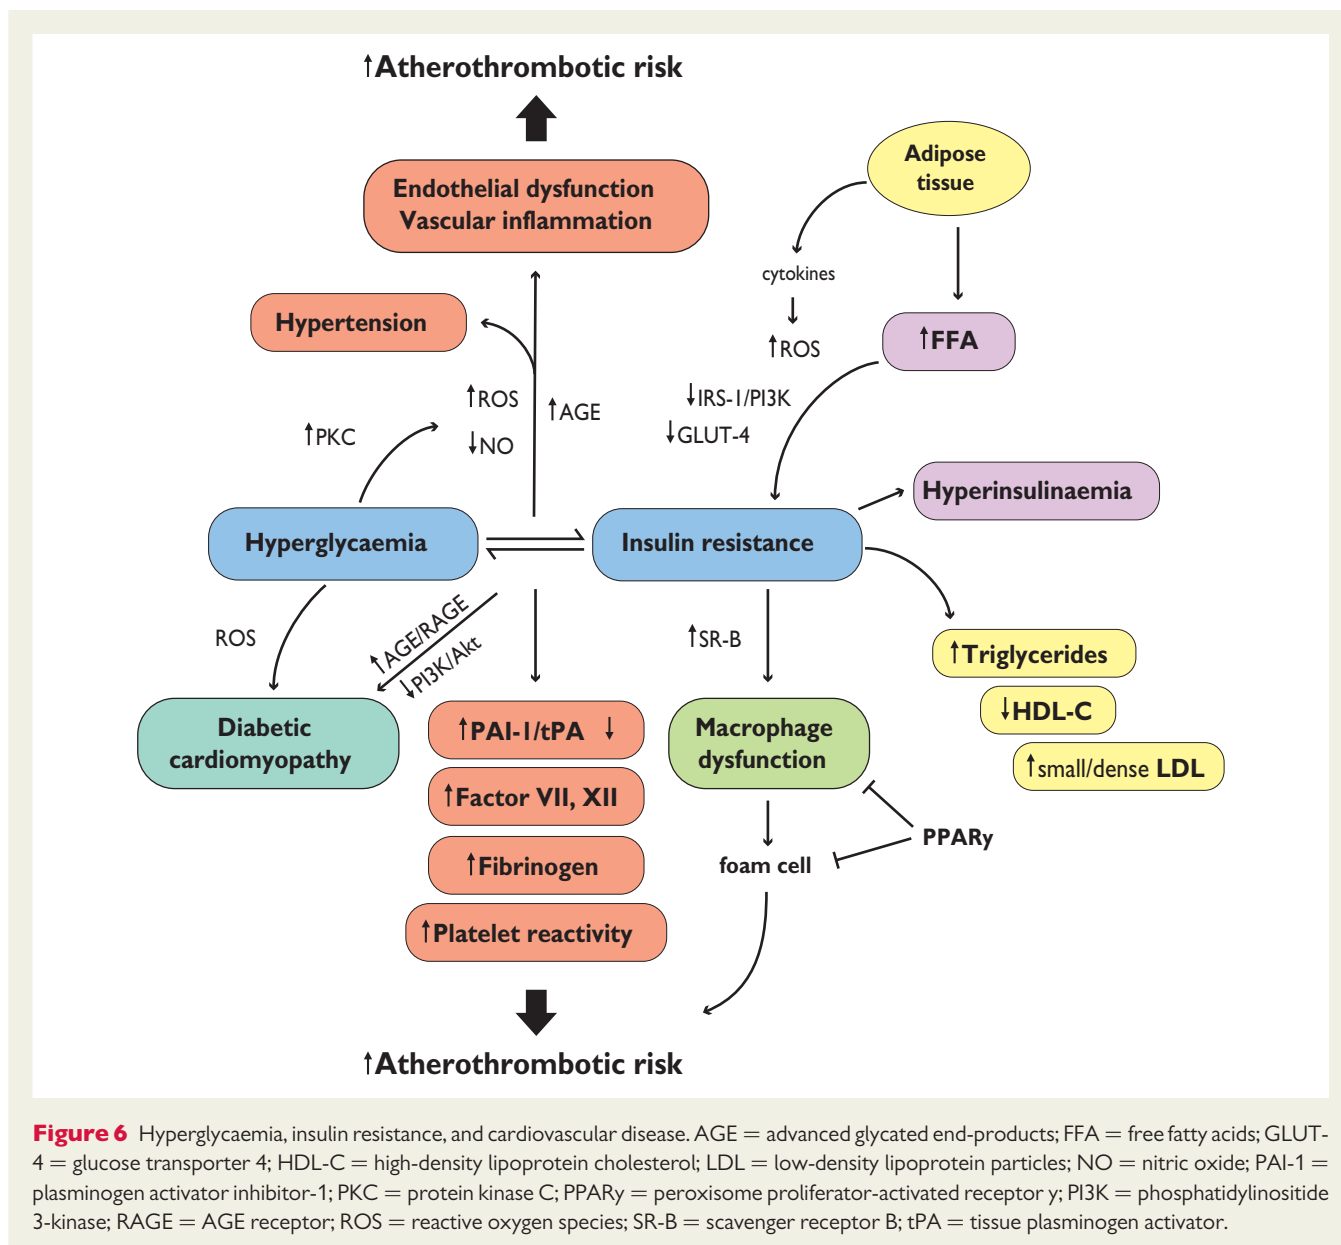 ↑Atherothrombotic risk
Endothelial dysfunction
Vascular inflammation
Adipose
tissue
cytokines
↑ROS
↑FFA
Hypertension
↑ROS
↓NO
↑AGE
↑PKC
↓IRS-1/PI3K
↓GLUT-4
Hyperinsulinaemia
Hyperglycaemia
Insulin resistance
ROS
↑AGE/RAGE
↓PI3K/Akt
↑SR-B
↑Triglycerides
↓HDL-C
↑small/dense LDL
Diabetic
cardiomyopathy
↑PAI-1/tPA ↓
↑Factor VII, XII
↑Fibrinogen
↑Platelet reactivity
Macrophage
dysfunction
foam cell
PPARy
↑Atherothrombotic risk
Figure 6 Hyperglycaemia, insulin resistance, and cardiovascular disease. AGE = advanced glycated end-products; FFA = free fatty acids; GLUT-
4 = glucose transporter 4; HDL-C = high-density lipoprotein cholesterol; LDL = low-density lipoprotein particles; NO = nitric oxide; PAI-1 =
plasminogen activator inhibitor-1; PKC = protein kinase C; PPARy = peroxisome proliferator-activated receptor y; PI3K = phosphatidylinositide
3-kinase; RAGE = AGE receptor; ROS = reactive oxygen species; SR-B = scavenger receptor B; tPA = tissue plasminogen activator.